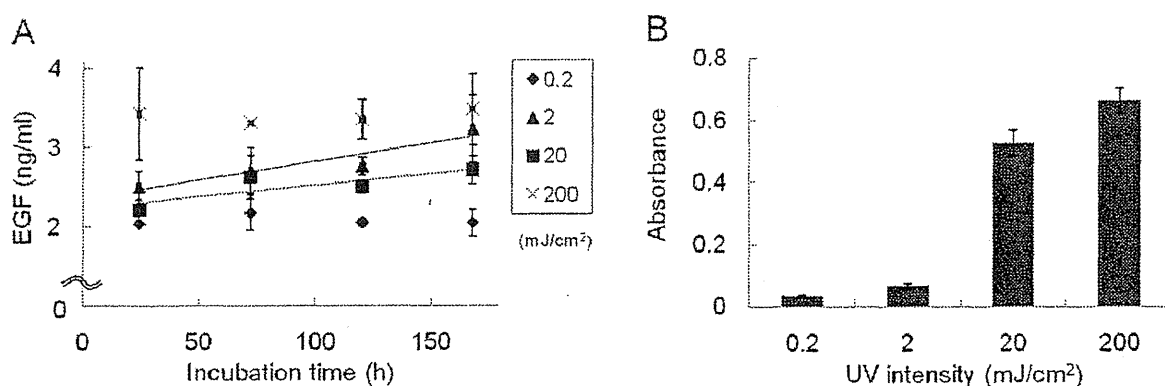 A
EGF (ng/ml)
4
3
2
0
0 50 100 150
Incubation time (h)
0.2
2
20
200
(mJ/cm²)
B
Absorbance
0.8
0.6
0.4
0.2
0
0.2 2 20 200
UV intensity (mJ/cm²)